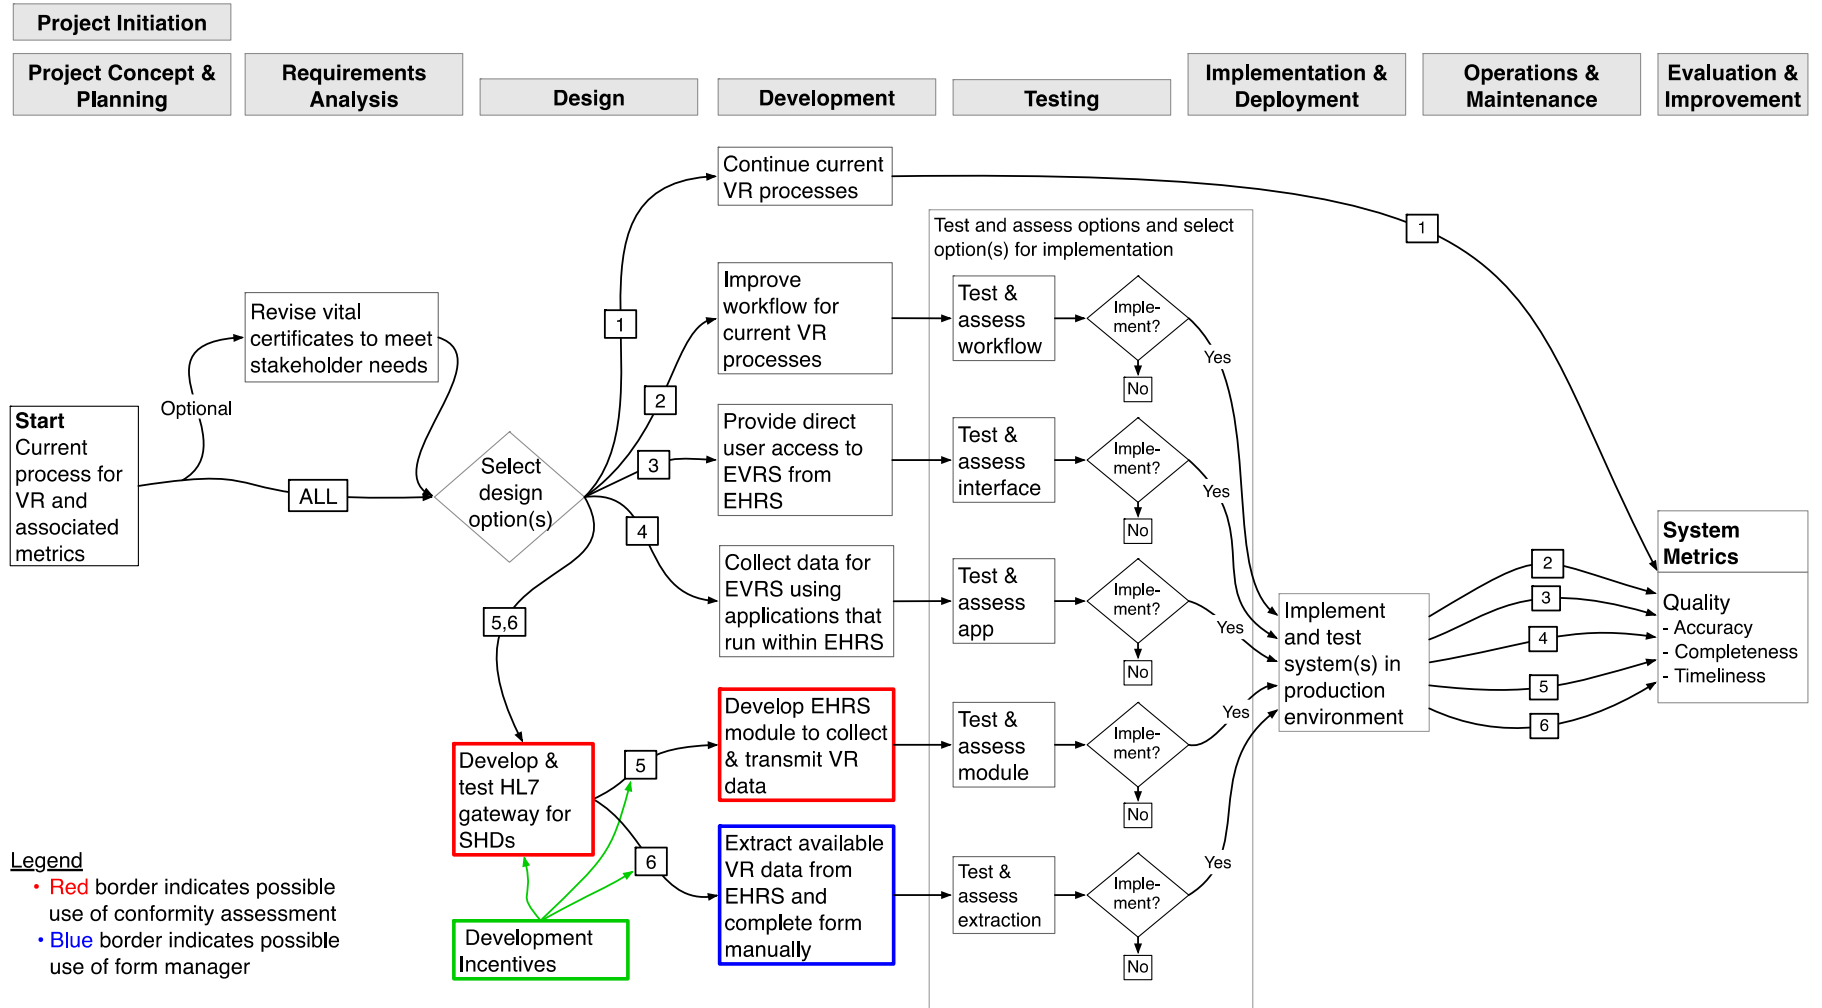 Project Initiation
Project Concept &
Planning
Requirements
Analysis
Design
Development
Testing
Implementation &
Deployment
Operations &
Maintenance
Evaluation &
Improvement
Continue current
VR processes
1
Test and assess options and select
option(s) for implementation
Revise vital
certificates to meet
stakeholder needs
Optional
Start
Current
process for
VR and
associated
metrics
ALL
Select
design
option(s)
1
2
3
4
5,6
Improve
workflow for
current VR
processes
Test &
assess
workflow
Imple-
ment?
Yes
No
Provide direct
user access to
EVRS from
EHRS
Test &
assess
interface
Imple-
ment?
Yes
No
Collect data for
EVRS using
applications that
run within EHRS
Test &
assess
app
Imple-
ment?
Yes
No
Develop &
test HL7
gateway for
SHDs
5
6
Develop EHRS
module to collect
& transmit VR
data
Test &
assess
module
Imple-
ment?
Yes
No
Extract available
VR data from
EHRS and
complete form
manually
Test &
assess
extraction
Imple-
ment?
Yes
No
Development
Incentives
Implement
and test
system(s) in
production
environment
2
3
4
5
6
System
Metrics
Quality
- Accuracy
- Completeness
- Timeliness
Legend
• Red border indicates possible
use of conformity assessment
• Blue border indicates possible
use of form manager